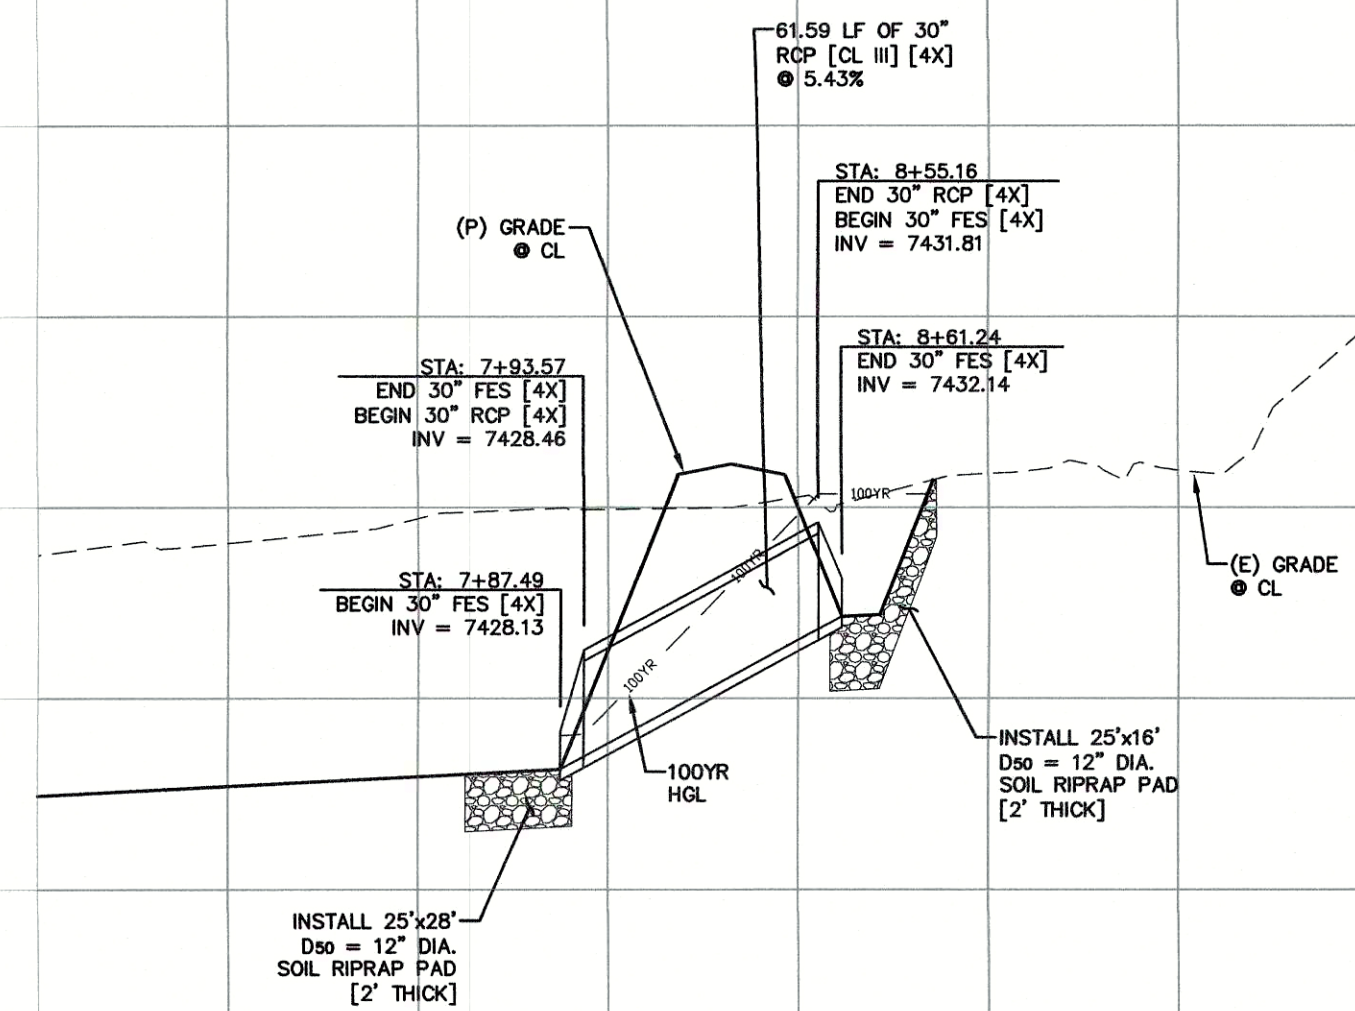 61.59 LF OF 30"
RCP [CL III] [4X]
@ 5.43%
STA: 8+55.16
END 30" RCP [4X]
BEGIN 30" FES [4X]
INV = 7431.81
(P) GRADE
@ CL
STA: 8+61.24
END 30" FES [4X]
INV = 7432.14
STA: 7+93.57
END 30" FES [4X]
BEGIN 30" RCP [4X]
INV = 7428.46
100YR
100YR
(E) GRADE
@ CL
STA: 7+87.49
BEGIN 30" FES [4X]
INV = 7428.13
100YR
100YR
HGL
INSTALL 25'x16'
D50 = 12" DIA.
SOIL RIPRAP PAD
[2' THICK]
INSTALL 25'x28'
D50 = 12" DIA.
SOIL RIPRAP PAD
[2' THICK]